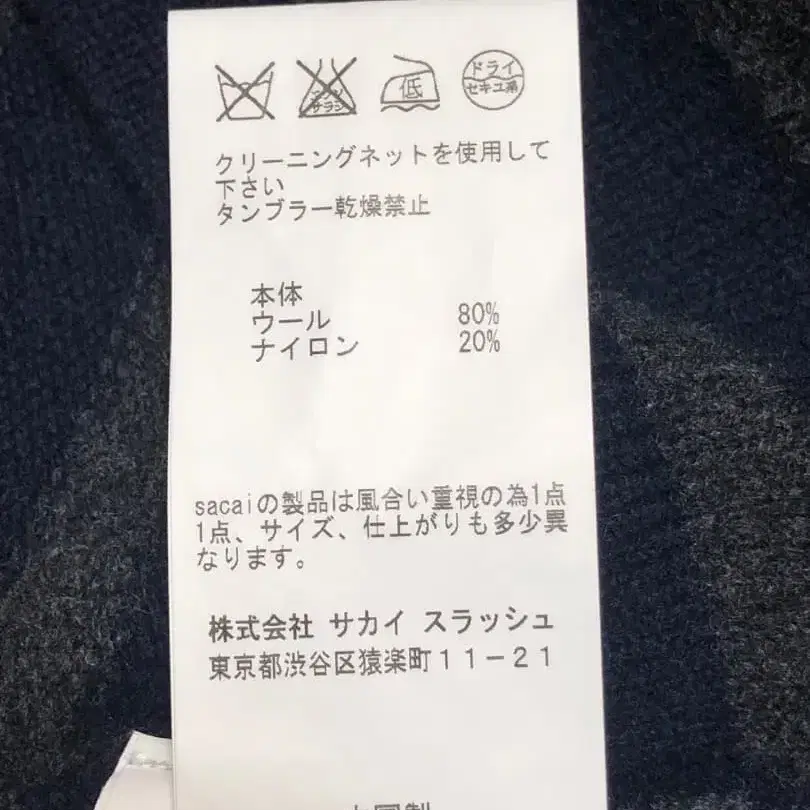 低
ドライ
セキユ系
クリーニングネットを使用して
下さい
タンブラー乾燥禁止
本体
ウール 80%
ナイロン 20%
sacaiの製品は風合い重視の為1点
1点、サイズ、仕上がりも多少異
なります。
株式会社 サカイ スラッシュ
東京都渋谷区猿楽町11-21